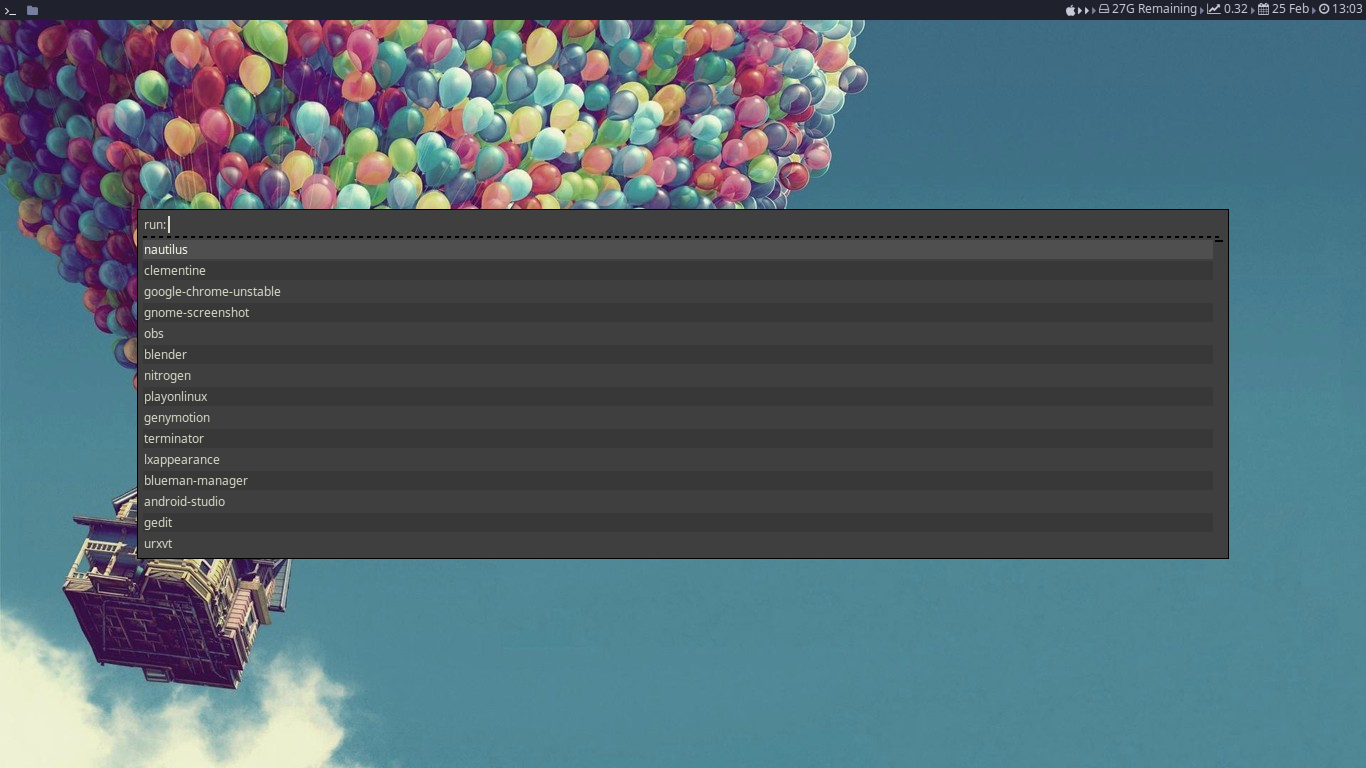 27G Remaining 0.32 25 Feb 13:03
run:
nautilus
clementine
google-chrome-unstable
gnome-screenshot
obs
blender
nitrogen
playonlinux
genymotion
terminator
lxappearance
blueman-manager
android-studio
gedit
urxvt